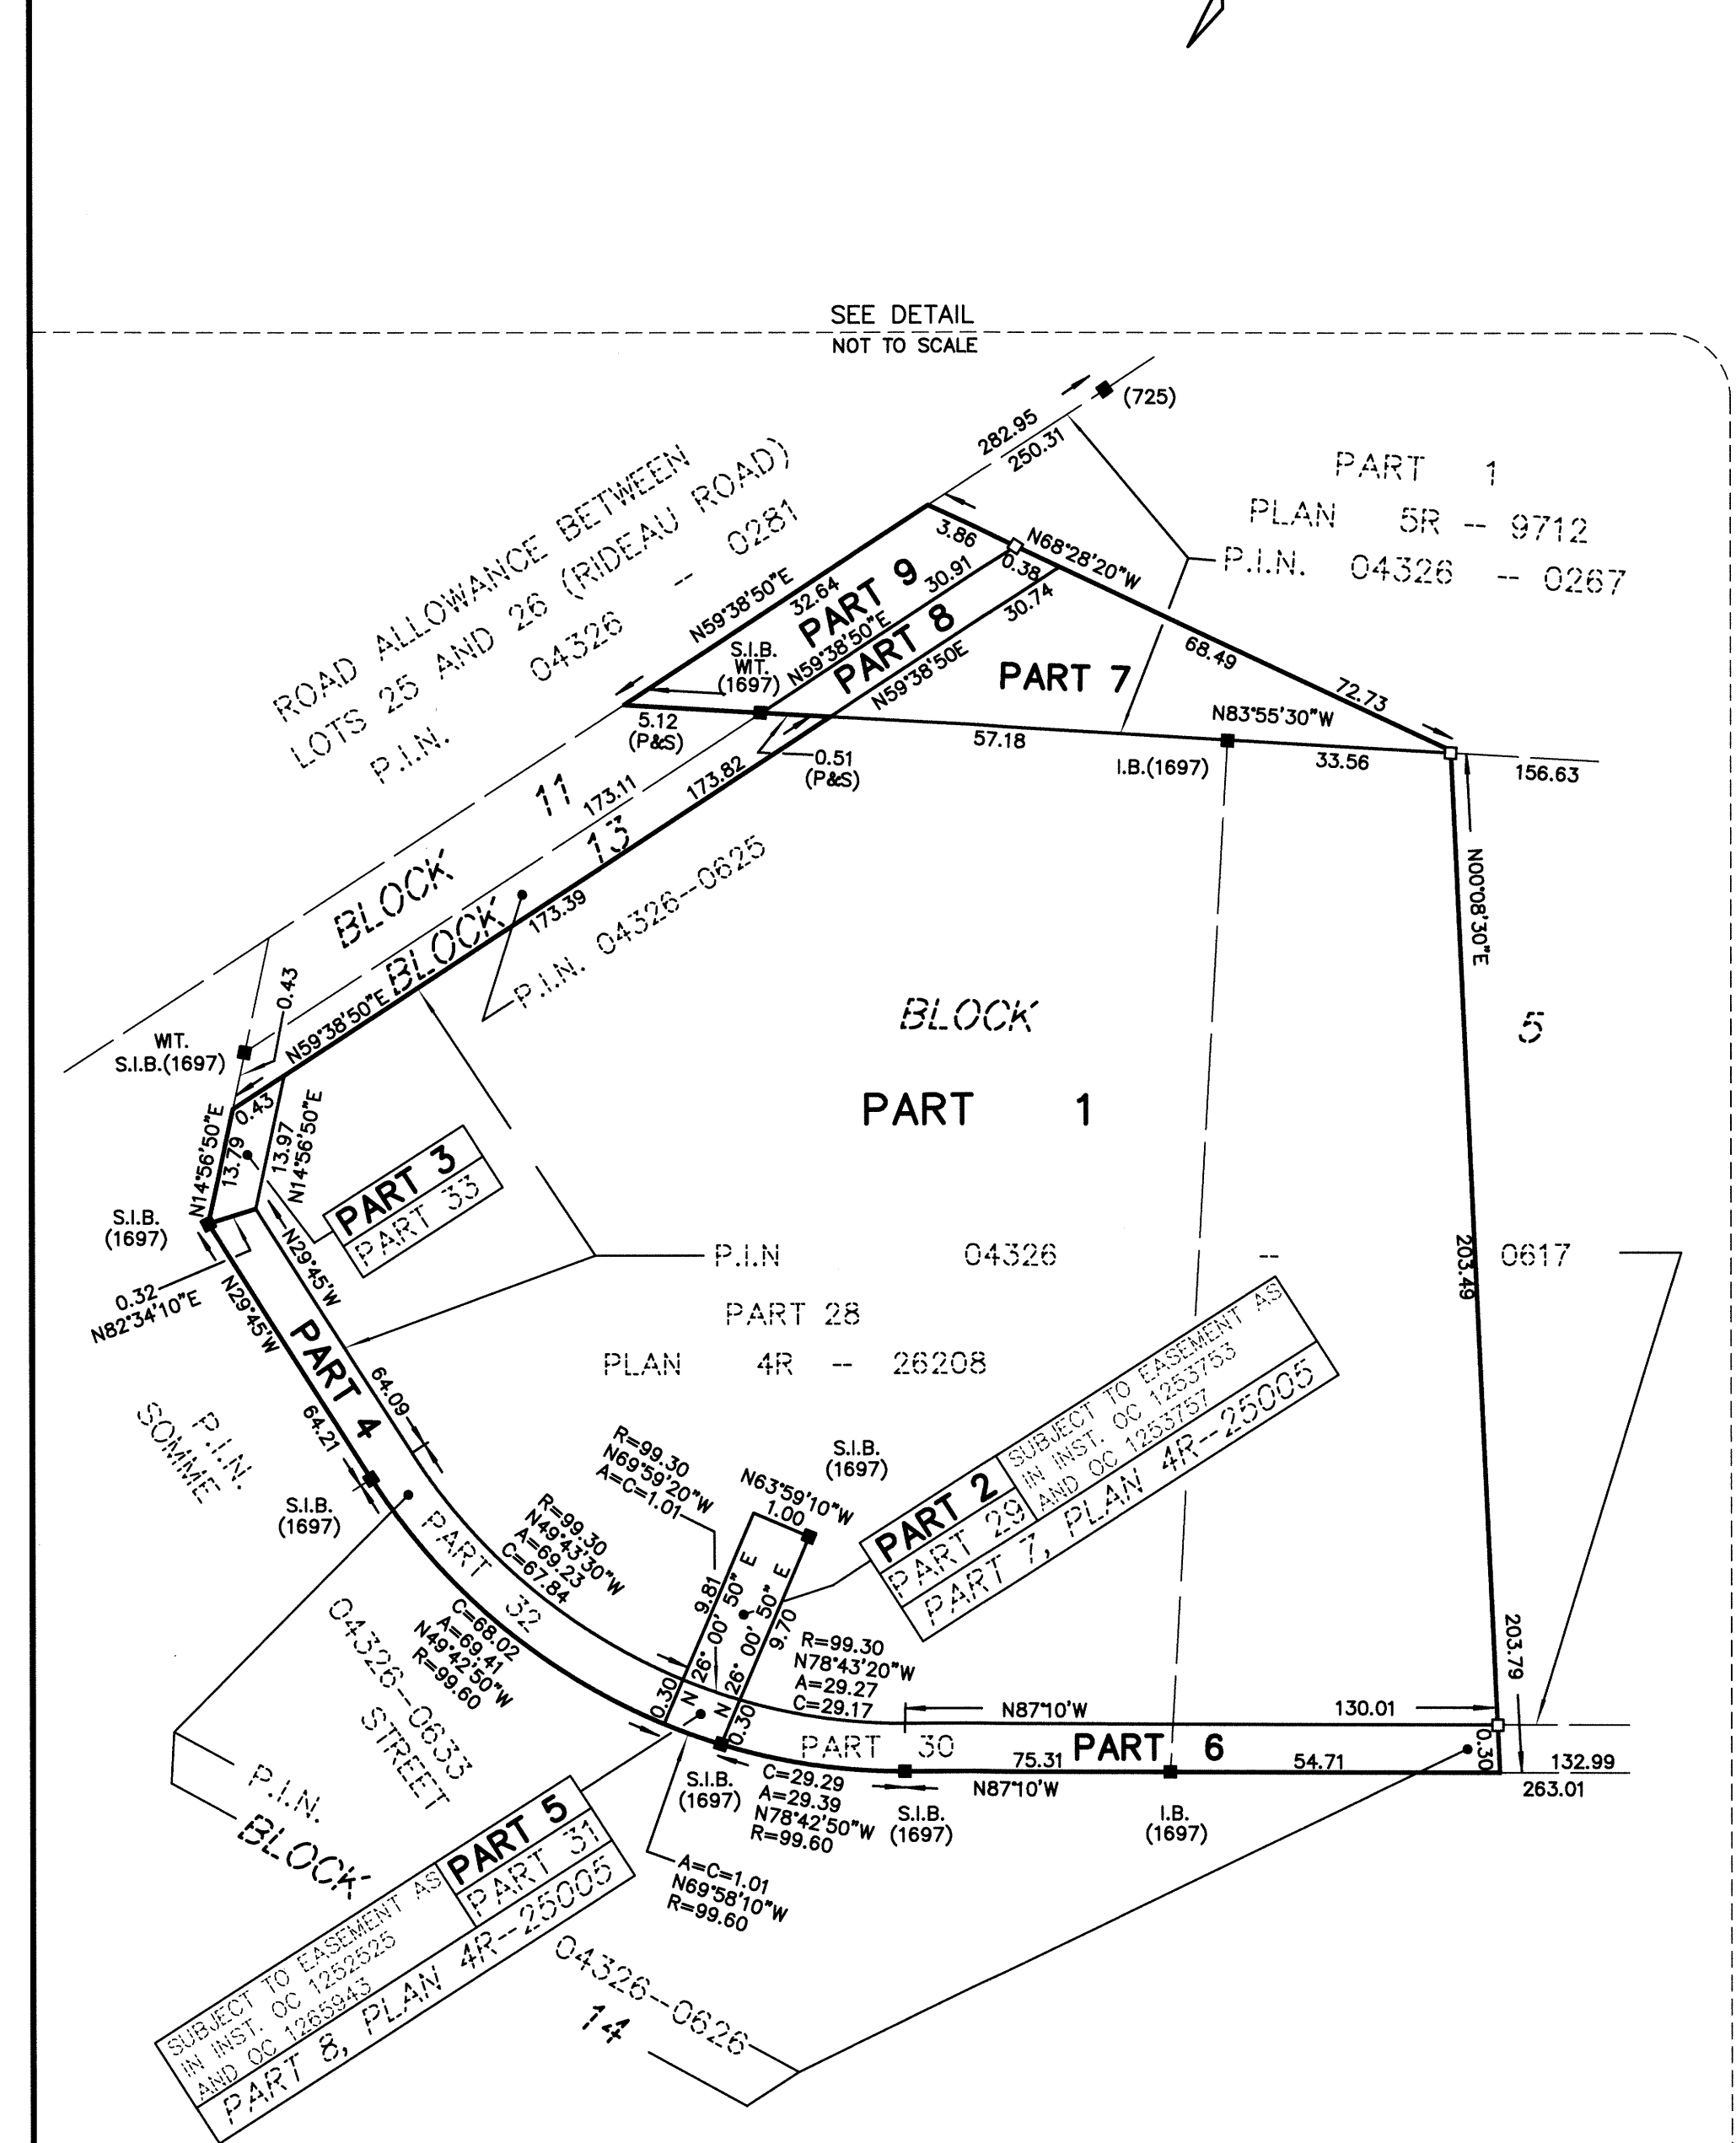 SEE DETAIL
NOT TO SCALE
(725)
282.95
250.31
PART 1
PLAN 5R -- 9712
P.I.N. 04326 -- 0267
ROAD ALLOWANCE BETWEEN
LOTS 25 AND 26 (RIDEAU ROAD)
P.I.N. 04326 -- 0281
N59°38'50"E
32.64
PART 9
3.86
N68°28'20"W
30.91
N59°38'50"E
0.38
PART 8
30.74
N59°38'50E
S.I.B.
WIT.
(1697)
PART 7
68.49
72.73
5.12
(P&S)
0.51
(P&S)
57.18
N83°55'30"W
I.B.(1697)
33.56
156.63
BLOCK 11
173.11
173.82
BLOCK 13
173.39
N59°38'50"E
P.I.N. 04326--0625
N00°08'30"E
WIT.
S.I.B.(1697)
0.43
0.43
N14°56'50"E
13.79
13.97
N14°56'50"E
BLOCK 5
PART 1
PART 3
PART 33
S.I.B.
(1697)
0.32
N82°34'10"E
N29°45'W
N29°45'W
PART 4
64.09
64.21
P.I.N 04326 -- 0617
PART 28
PLAN 4R -- 26208
203.49
P.I.N.
SOMME
S.I.B.
(1697)
R=99.30
N69°59'20"W
A=C=1.01
N63°59'10"W
1.00
S.I.B.
(1697)
PART 2
PART 29
SUBJECT TO EASEMENT AS
IN INST. OC 1253753
AND OC 1253757
PART 7, PLAN 4R--25005
PART 32
R=99.30
N49°43'30"W
A=69.23
C=67.84
C=68.02
A=69.41
N49°42'50"W
R=99.60
9.81
N 26° 00' 50" E
N 26° 00' 50" E
9.70
0.30
0.30
R=99.30
N78°43'20"W
A=29.27
C=29.17
N87°10'W
130.01
203.79
PART 30
PART 6
75.31
54.71
0.30
132.99
263.01
N87°10'W
04326--0633
STREET
S.I.B.
(1697)
C=29.29
A=29.39
N78°42'50"W
R=99.60
S.I.B.
(1697)
I.B.
(1697)
P.I.N.
BLOCK
A=C=1.01
N69°58'10"W
R=99.60
PART 5
PART 31
SUBJECT TO EASEMENT AS
IN INST. OC 1252525
AND OC 1265943
PART 8, PLAN 4R--25005
04326--0626
14